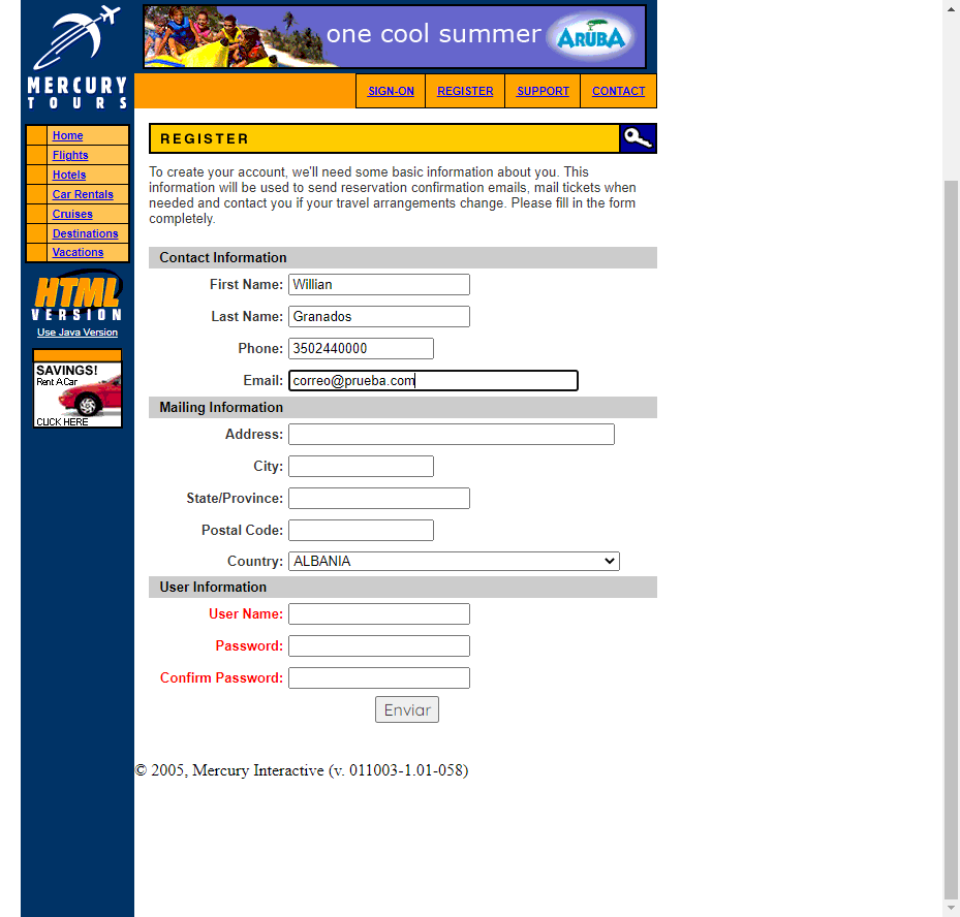 one cool summer ARUBA
MERCURY
TOURS
SIGN-ON REGISTER SUPPORT CONTACT
Home
Flights
Hotels
Car Rentals
Cruises
Destinations
Vacations
HTML
VERSION
Use Java Version
SAVINGS!
Rent A Car
CLICK HERE
REGISTER
To create your account, we'll need some basic information about you. This
information will be used to send reservation confirmation emails, mail tickets when
needed and contact you if your travel arrangements change. Please fill in the form
completely.
Contact Information
First Name: Willian
Last Name: Granados
Phone: 3502440000
Email: correo@prueba.com
Mailing Information
Address:
City:
State/Province:
Postal Code:
Country: ALBANIA
User Information
User Name:
Password:
Confirm Password:
Enviar
© 2005, Mercury Interactive (v. 011003-1.01-058)